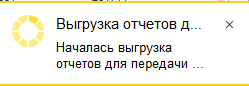 Выгрузка отчетов д...
Началась выгрузка
отчетов для передачи ...